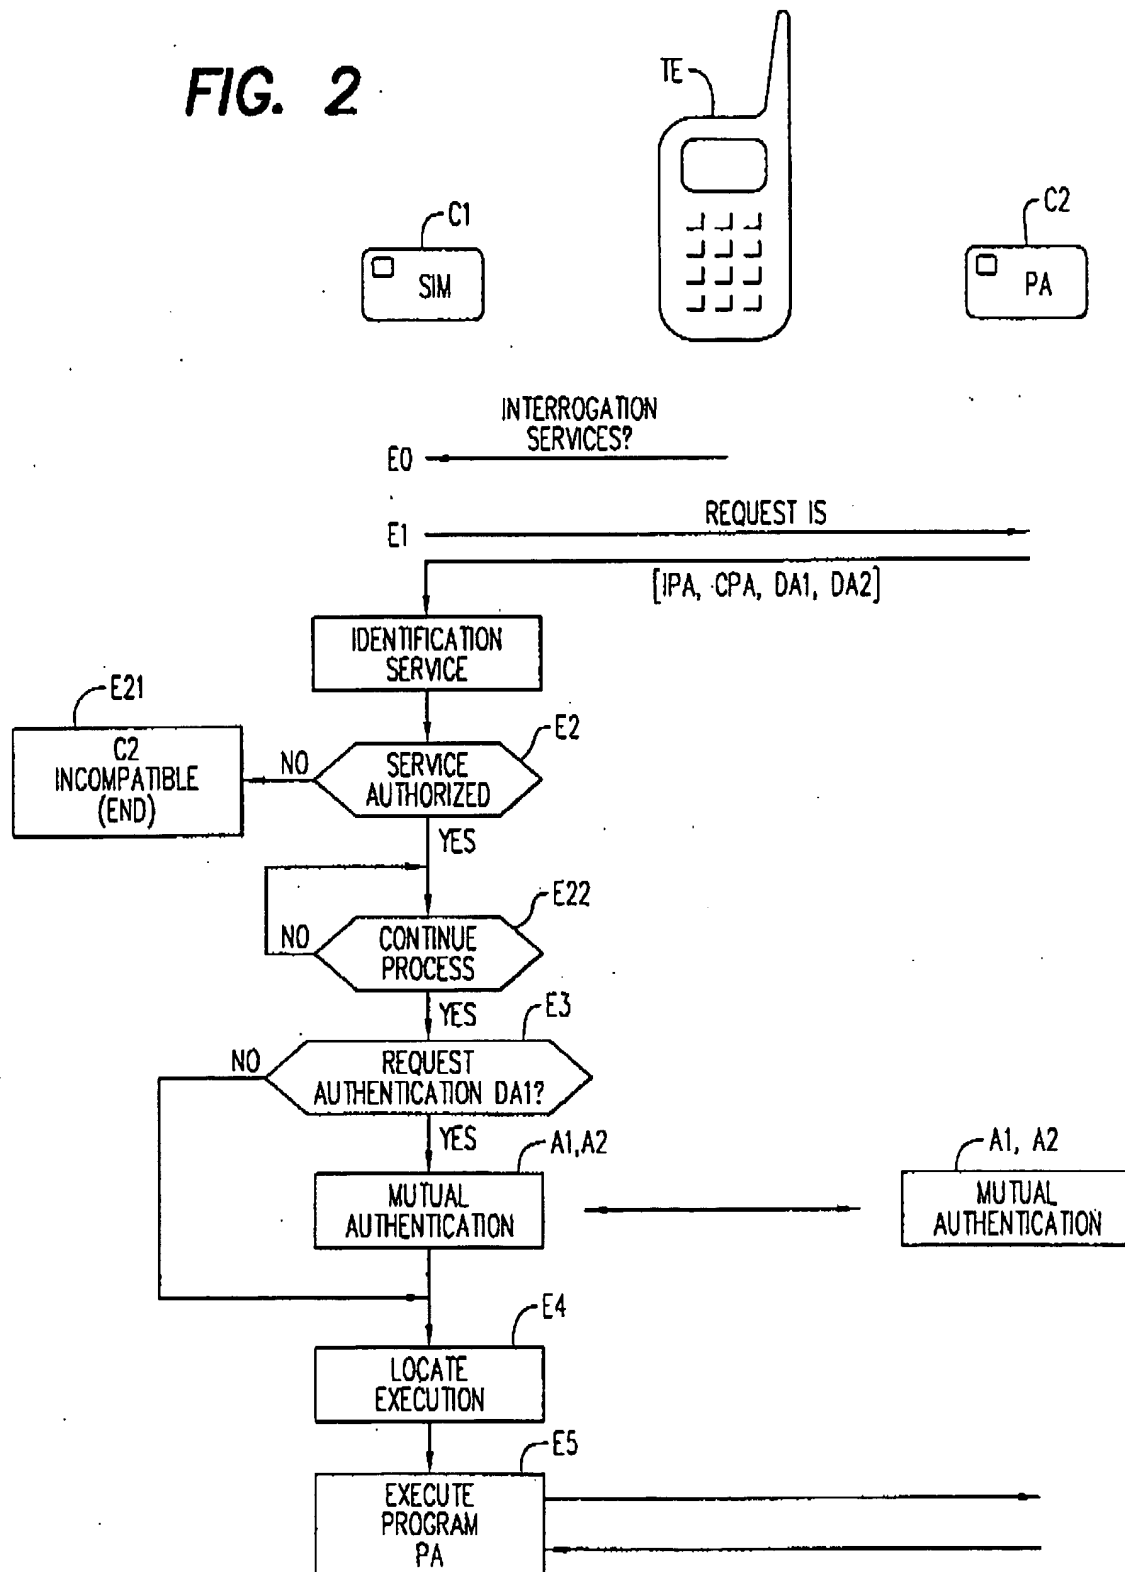 FIG. 2
TE
C1
C2
SIM
PA
INTERROGATION
SERVICES?
E0
REQUEST IS
E1
[IPA, CPA, DA1, DA2]
IDENTIFICATION
SERVICE
E21
E2
C2
INCOMPATIBLE
(END)
NO
SERVICE
AUTHORIZED
YES
E22
NO
CONTINUE
PROCESS
YES
E3
NO
REQUEST
AUTHENTICATION DA1?
YES
A1,A2
A1, A2
MUTUAL
AUTHENTICATION
MUTUAL
AUTHENTICATION
E4
LOCATE
EXECUTION
E5
EXECUTE
PROGRAM
PA